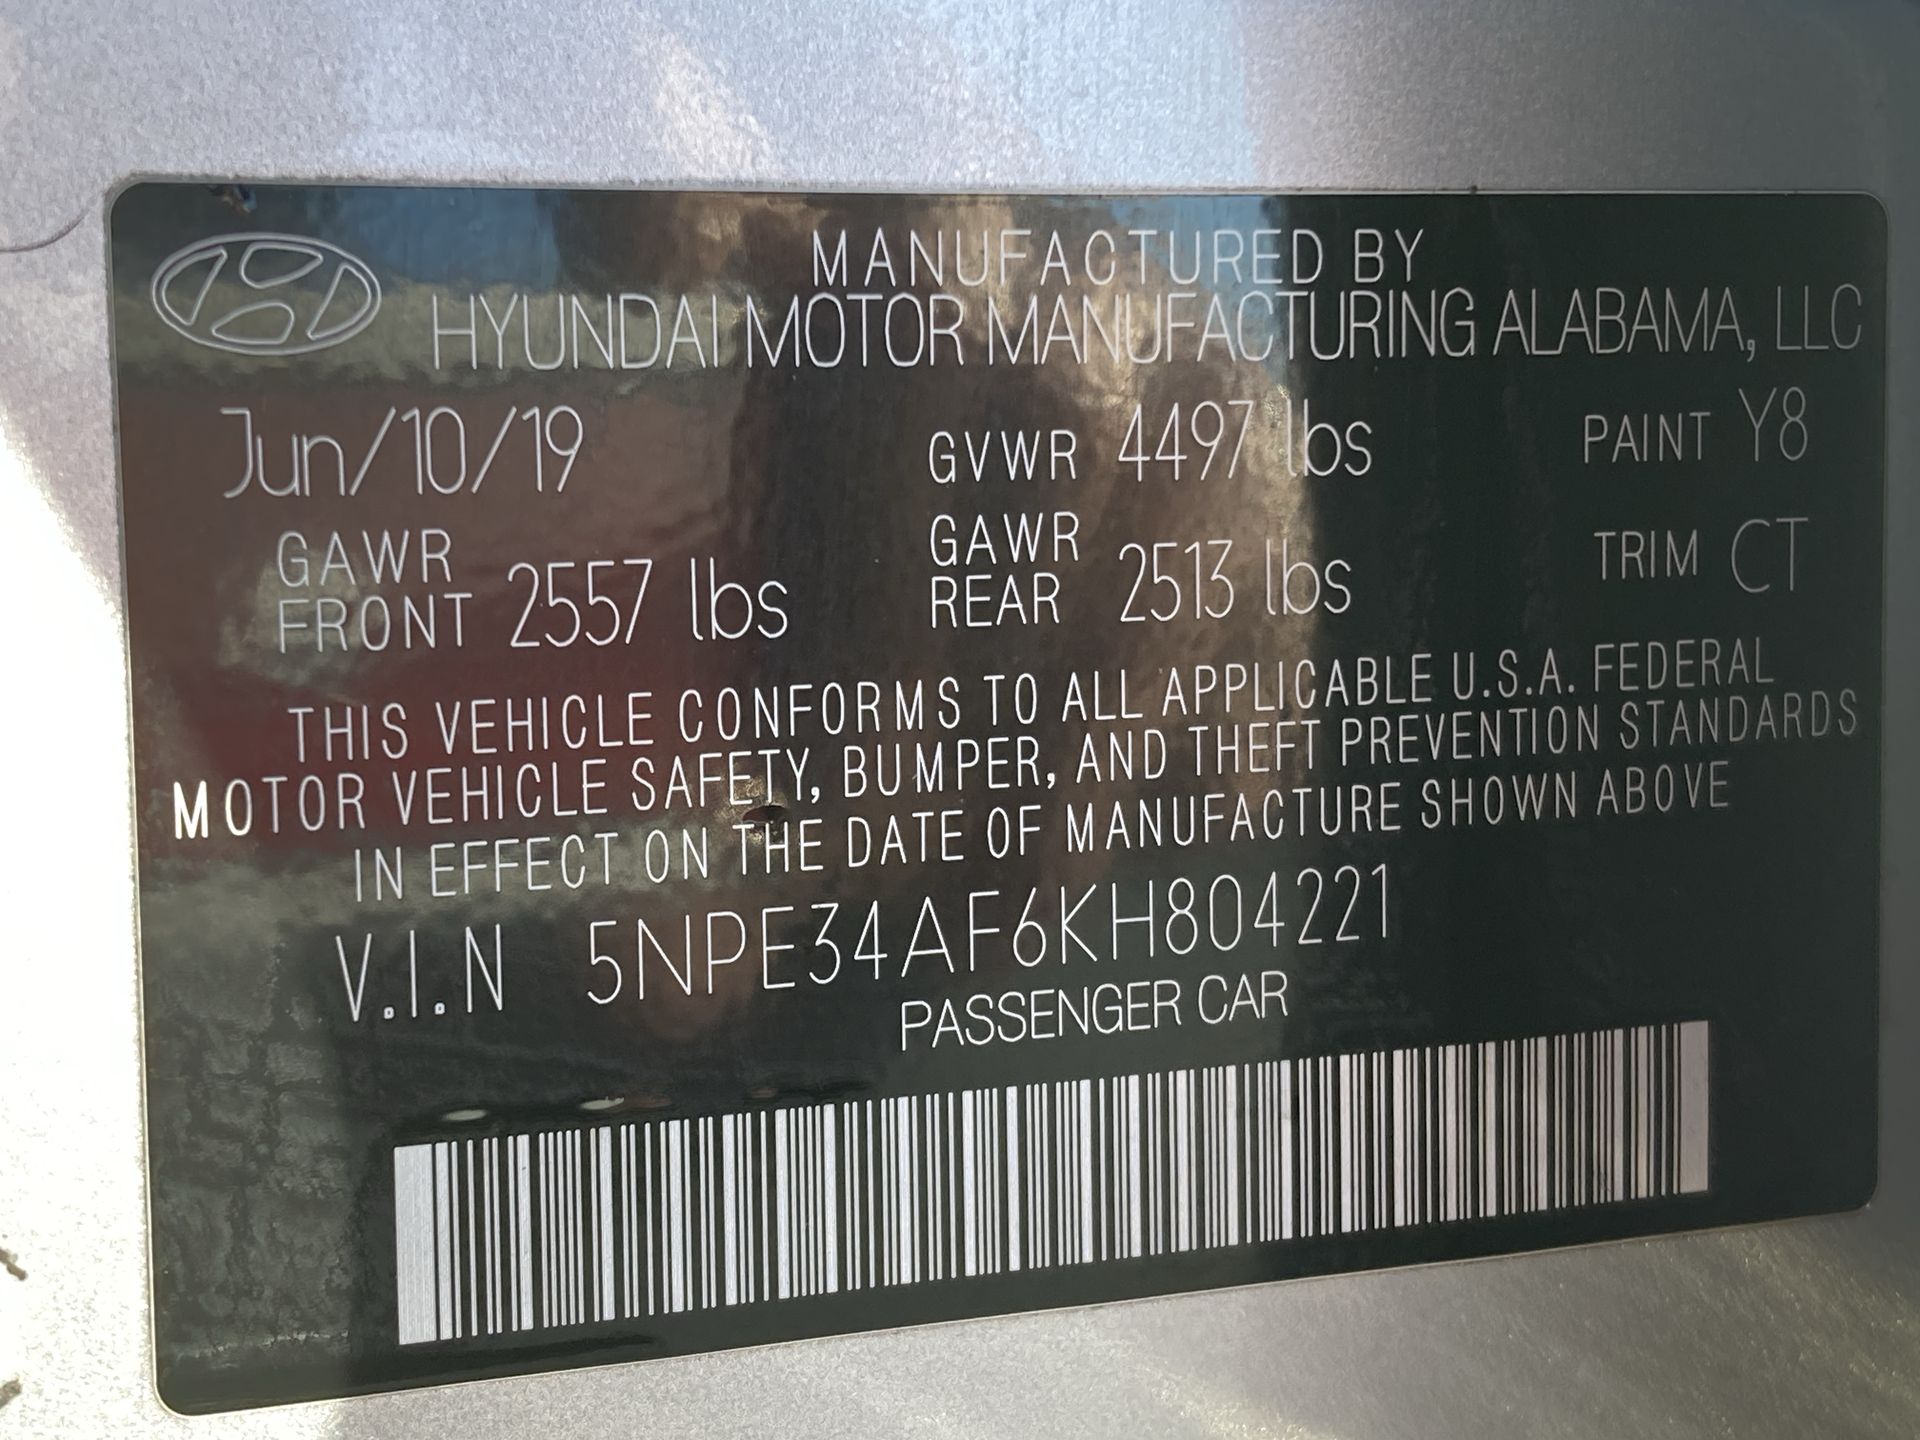 MANUFACTURED BY
HYUNDAI MOTOR MANUFACTURING ALABAMA, LLC
Jun/10/19 GVWR 4497 lbs PAINT Y8
GAWR FRONT 2557 lbs GAWR REAR 2513 lbs TRIM CT
THIS VEHICLE CONFORMS TO ALL APPLICABLE U.S.A. FEDERAL
MOTOR VEHICLE SAFETY, BUMPER, AND THEFT PREVENTION STANDARDS
IN EFFECT ON THE DATE OF MANUFACTURE SHOWN ABOVE
V.I.N 5NPE34AF6KH804221
PASSENGER CAR